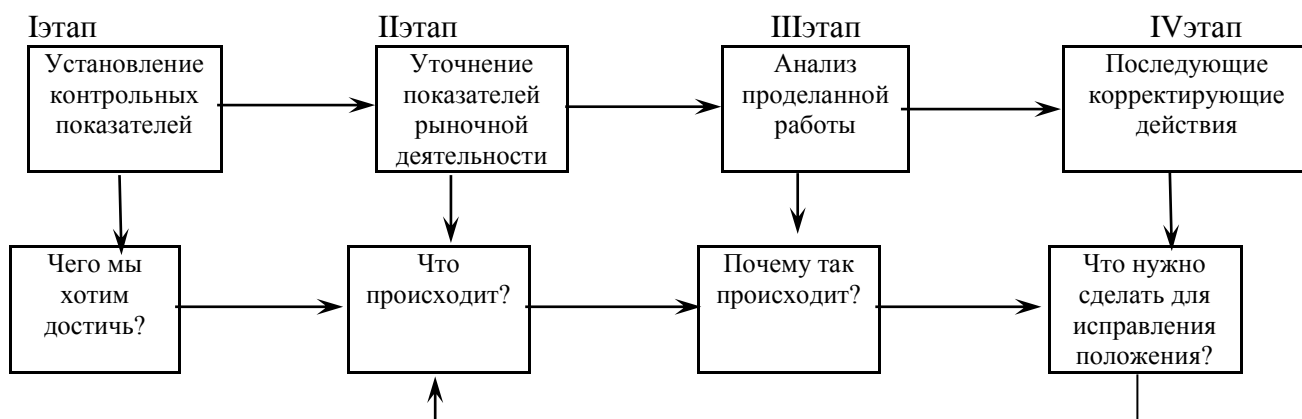 Iэтап
IIэтап
IIIэтап
IVэтап
Установление
контрольных
показателей
Уточнение
показателей
рыночной
деятельности
Анализ
проделанной
работы
Последующие
корректирующие
действия
Чего мы
хотим
достичь?
Что
происходит?
Почему так
происходит?
Что нужно
сделать для
исправления
положения?